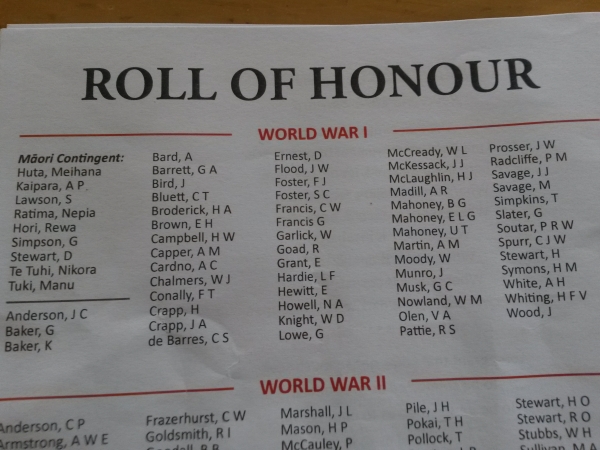 ROLL OF HONOUR
WORLD WAR I
Māori Contingent:
Huta, Meihana
Kaipara, A P.
Lawson, S
Ratima, Nepia
Hori, Rewa
Simpson, G
Stewart, D
Te Tuhi, Nikora
Tuki, Manu
Anderson, J C
Baker, G
Baker, K
Bard, A
Barrett, G A
Bird, J
Bluett, C T
Broderick, H A
Brown, E H
Campbell, H W
Capper, A M
Cardno, A C
Chalmers, W J
Conally, F T
Crapp, H
Crapp, J A
de Barres, C S
Ernest, D
Flood, J W
Foster, F J
Foster, S C
Francis, C W
Francis G
Garlick, W
Goad, R
Grant, E
Hardie, L F
Hewitt, E
Howell, N A
Knight, W D
Lowe, G
McCready, W L
McKessack, J J
McLaughlin, H J
Madill, A R
Mahoney, B G
Mahoney, E L G
Mahoney, U T
Martin, A M
Moody, W
Munro, J
Musk, G C
Nowland, W M
Olen, V A
Pattie, R S
Prosser, J W
Radcliffe, P M
Savage, J J
Savage, M
Simpkins, T
Slater, G
Soutar, P R W
Spurr, C J W
Stewart, H
Symons, H M
White, A H
Whiting, H F V
Wood, J
WORLD WAR II
Anderson, C P
Armstrong, A W E
Frazerhurst, C W
Goldsmith, R I
Marshall, J L
Mason, H P
McCauley, P
Pile, J H
Pokai, T H
Pollock, T
Stewart, H O
Stewart, R O
Stubbs, W H
Sullivan, M A